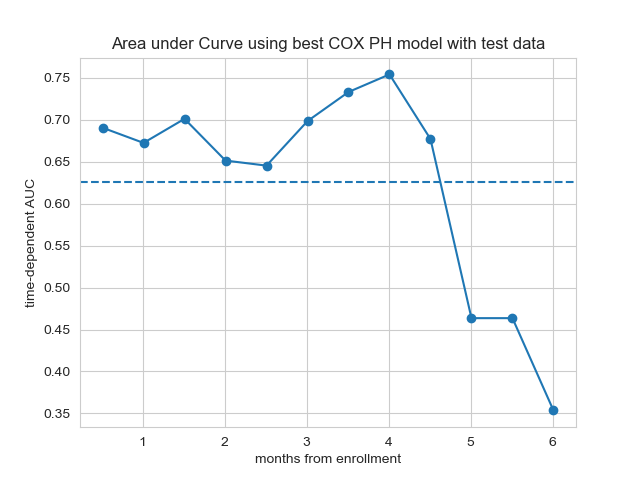 Area under Curve using best COX PH model with test data
time-dependent AUC
0.75
0.70
0.65
0.60
0.55
0.50
0.45
0.40
0.35
1 2 3 4 5 6
months from enrollment